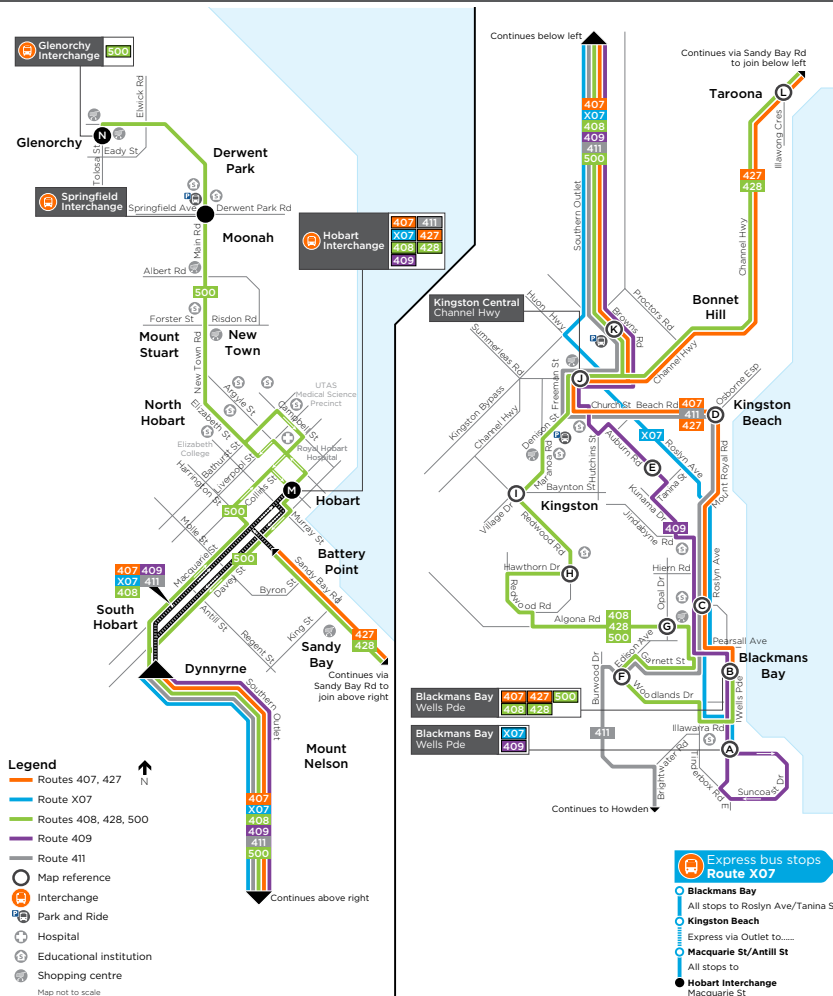 Glenorchy
Interchange
500
Elwick Rd
Glenorchy
N
Eady St
Tolosa St
Derwent
Park
Springfield
Interchange
Springfield Ave
Derwent Park Rd
Moonah
Main Rd
Hobart
Interchange
407 411
X07 427
408 428
409
Albert Rd
500
Forster St
Risdon Rd
Mount
Stuart
New
Town
New Town Rd
UTAS
Medical Science
Precinct
North
Hobart
Argyle St
Campbell St
Elizabeth St
Elizabeth
College
Royal Hobart
Hospital
Bathurst St
Liverpool St
Harrington St
Collins St
M
Hobart
500
Murray St
Molle St
Macquarie St
500
Davey St
Battery
Point
Sandy Bay Rd
407 409
X07 411
408
Byron St
South
Hobart
Antill St
King St
Regent St
Sandy
Bay
427
428
Continues via
Sandy Bay Rd to
join above right
Dynnyrne
Southern Outlet
Mount
Nelson
407
X07
408
409
411
500
Continues above right
Legend
N
Routes 407, 427
Route X07
Routes 408, 428, 500
Route 409
Route 411
Map reference
Interchange
P
Park and Ride
Hospital
Educational institution
Shopping centre
Map not to scale
Continues below left
407
X07
408
409
411
500
Southern Outlet
Continues via Sandy Bay Rd
to join below left
Taroona
L
Illawong Cres
427
428
Channel Hwy
Bonnet
Hill
Kingston Central
Channel Hwy
Huon Hwy
Proctors Rd
Browns Rd
K
P
Summerleas Rd
Channel Hwy
J
Freeman St
Kingston Bypass
Channel Hwy
Church St
Beach Rd
407
411
427
Osborne Esp
D
Kingston
Beach
Denison St
P
Maranoa Rd
Hutchins St
Auburn Rd
X07
Roslyn Ave
Mount Royal Rd
E
Tanina St
Baynton St
I
Village Dr
Kingston
Kunama Dr
Jindabyne Rd
409
Redwood Rd
Hawthorn Dr
H
Hiern Rd
Roslyn Ave
Redwood Rd
Opal Dr
C
Algona Rd
408
428
500
G
Pearsall Ave
Edison Ave
Garnett St
Blackmans
Bay
B
F
Burwood Dr
Woodlands Dr
Wells Pde
Blackmans Bay
Wells Pde
407 427 500
408 428
Blackmans Bay
Wells Pde
X07
409
411
Illawarra Rd
A
Brightwater Rd
Tinderbox Rd E
Suncoast Dr
Continues to Howden
Express bus stops
Route X07
Blackmans Bay
All stops to Roslyn Ave/Tanina S
Kingston Beach
Express via Outlet to......
Macquarie St/Antill St
All stops to
Hobart Interchange
Macquarie St